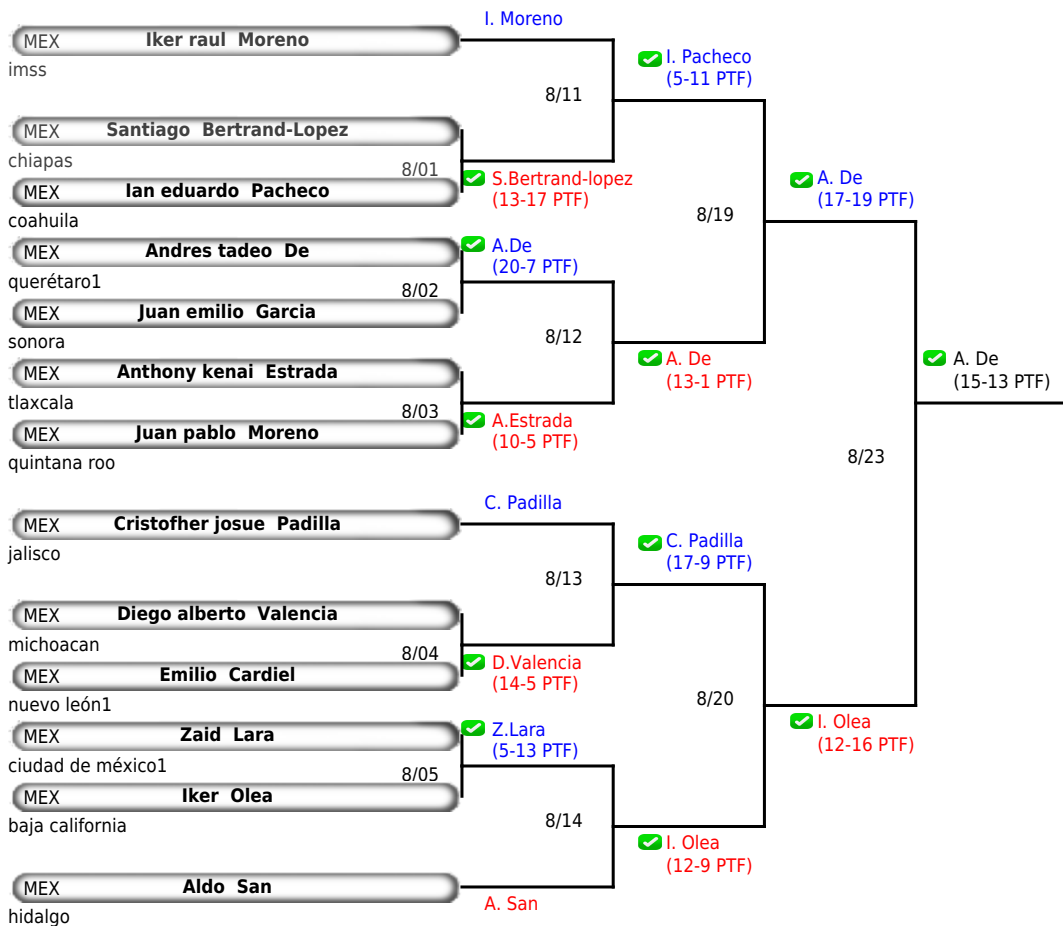 I. Moreno
MEX Iker raul Moreno
imss
I. Pacheco
(5-11 PTF)
8/11
MEX Santiago Bertrand-Lopez
chiapas
8/01
S.Bertrand-lopez
(13-17 PTF)
MEX Ian eduardo Pacheco
coahuila
A. De
(17-19 PTF)
8/19
MEX Andres tadeo De
querétaro1
A.De
(20-7 PTF)
8/02
MEX Juan emilio Garcia
sonora
8/12
MEX Anthony kenai Estrada
tlaxcala
A. De
(13-1 PTF)
A. De
(15-13 PTF)
8/03
A.Estrada
(10-5 PTF)
MEX Juan pablo Moreno
quintana roo
8/23
C. Padilla
MEX Cristofher josue Padilla
jalisco
C. Padilla
(17-9 PTF)
8/13
MEX Diego alberto Valencia
michoacan
8/04
D.Valencia
(14-5 PTF)
MEX Emilio Cardiel
nuevo león1
8/20
MEX Zaid Lara
ciudad de méxico1
Z.Lara
(5-13 PTF)
I. Olea
(12-16 PTF)
8/05
MEX Iker Olea
baja california
8/14
I. Olea
(12-9 PTF)
MEX Aldo San
hidalgo
A. San